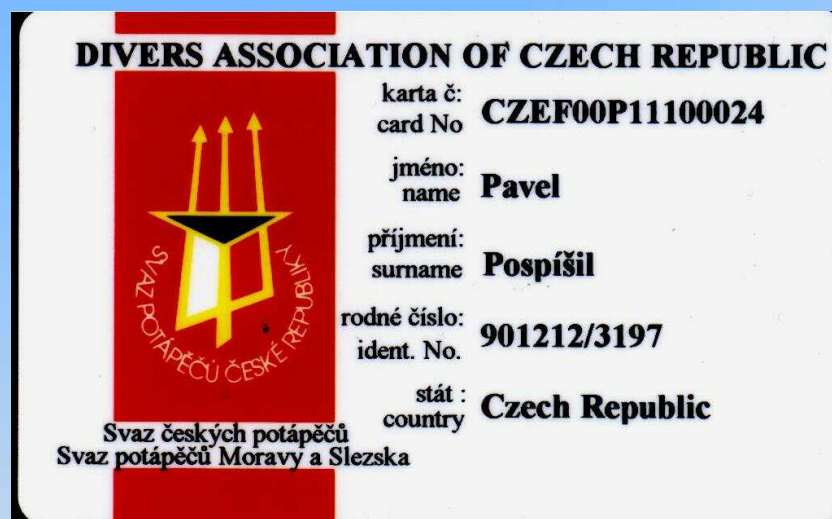 DIVERS ASSOCIATION OF CZECH REPUBLIC
karta č:
card No CZEF00P11100024
jméno:
name Pavel
příjmení:
surname Pospíšil
rodné číslo:
ident. No. 901212/3197
stát :
country Czech Republic
SVAZ POTÁPĚČŮ ČESKÉ REPUBLIKY
Svaz českých potápěčů
Svaz potápěčů Moravy a Slezska